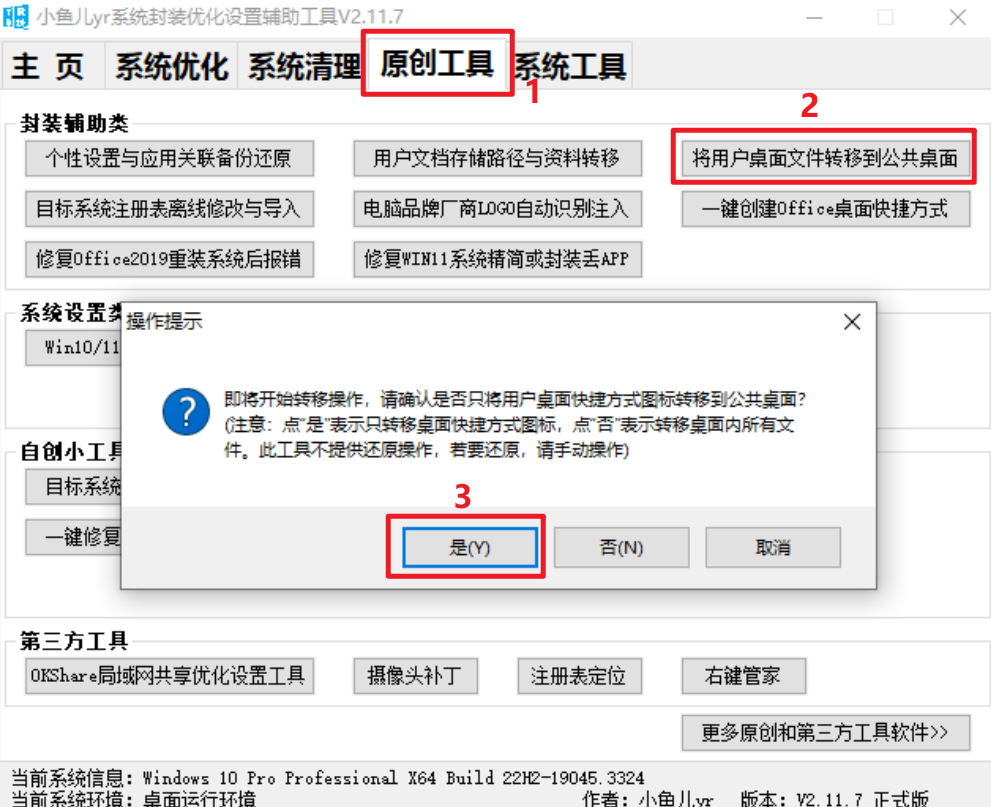 小鱼儿yr系统封装优化设置辅助工具V2.11.7
主 页 系统优化 系统清理 原创工具 系统工具
1
2
封装辅助类
个性设置与应用关联备份还原 用户文档存储路径与资料转移 将用户桌面文件转移到公共桌面
目标系统注册表离线修改与导入 电脑品牌厂商LOGO自动识别注入 一键创建Office桌面快捷方式
修复Office2019重装系统后报错 修复WIN11系统精简或封装丢APP
系统设置类
Win10/11
操作提示
即将开始转移操作，请确认是否只将用户桌面快捷方式图标转移到公共桌面?
(注意：点“是”表示只转移桌面快捷方式图标，点“否”表示转移桌面内所有文
件。此工具不提供还原操作，若要还原，请手动操作)
3
是(Y) 否(N) 取消
自创小工具
目标系统
一键修复
第三方工具
OKShare局域网共享优化设置工具 摄像头补丁 注册表定位 右键管家
更多原创和第三方工具软件>>
当前系统信息: Windows 10 Pro Professional X64 Build 22H2-19045.3324
当前系统环境: 桌面运行环境 作者: 小鱼儿yr 版本: V2.11.7 正式版